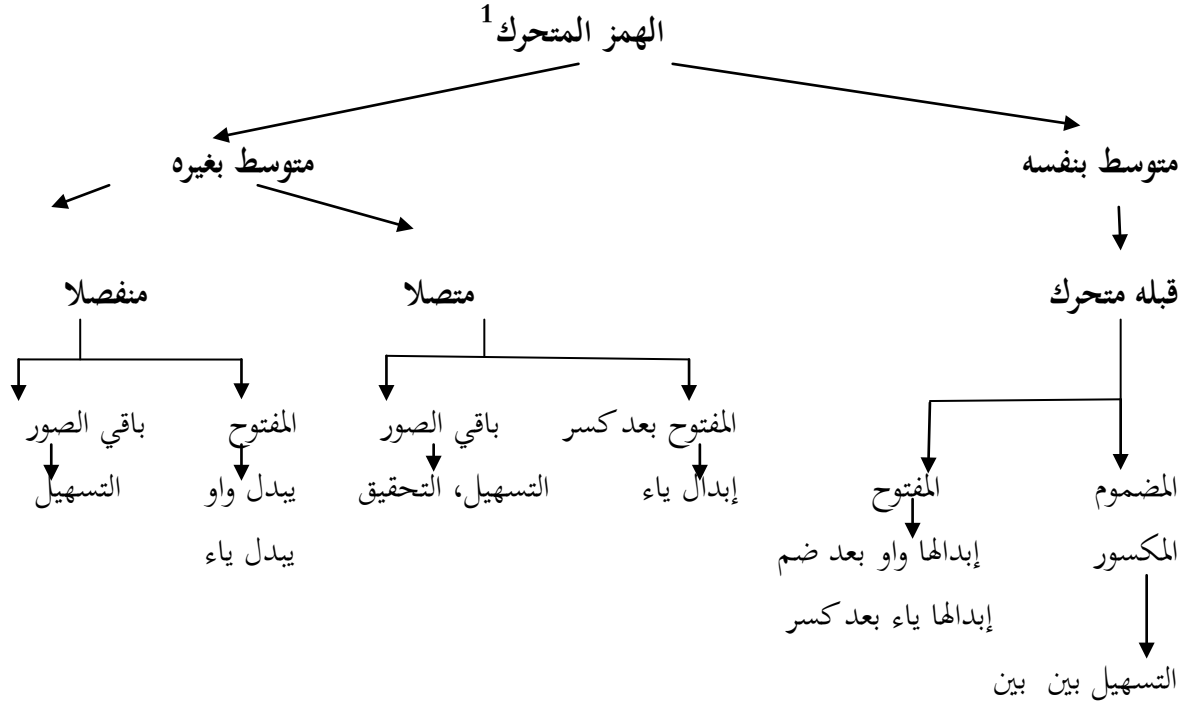 الهمز المتحرك1
متوسط بنفسه
متوسط بغيره
قبله متحرك
متصلا
منفصلا
المفتوح بعد كسر
باقي الصور
المفتوح
باقي الصور
المضموم
المفتوح
إبدال ياء
التسهيل، التحقيق
يبدل واو
التسهيل
المكسور
إبدالها واو بعد ضم
يبدل ياء
إبدالها ياء بعد كسر
التسهيل بين بين